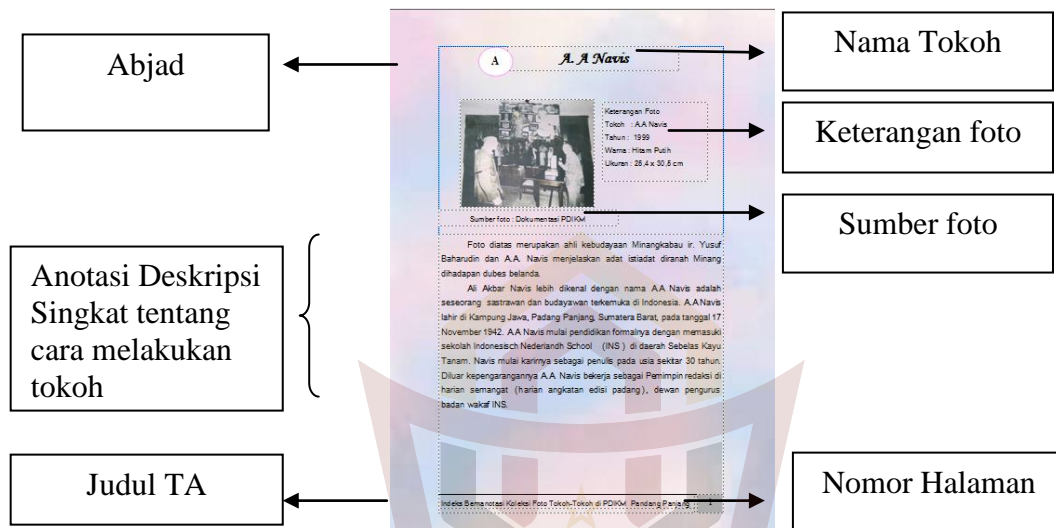 Abjad
Nama Tokoh
Keterangan foto
Sumber foto
Anotasi Deskripsi
Singkat tentang
cara melakukan
tokoh
Judul TA
Nomor Halaman
A
A. A Navis
Keterangan Foto
Tokoh : A.A Navis
Tahun : 1999
Warna : Hitam Putih
Ukuran : 25,4 x 30,5 cm
Sumber foto : Dokumentasi PDIKM
Foto diatas merupakan ahli kebudayaan Minangkabau ir. Yusuf
Baharudin dan A.A. Navis menjelaskan adat istiadat diranah Minang
dihadapan dubes belanda.
Ali Akbar Navis lebih dikenal dengan nama A.A Navis adalah
seseorang sastrawan dan budayawan terkemuka di Indonesia. A.A Navis
lahir di Kampung Jawa, Padang Panjang, Sumatera Barat, pada tanggal 17
November 1942. A.A Navis mulai pendidikan formalnya dengan memasuki
sekolah Indonesisch Nederiandh School (INS ) di daerah Sebelas Kayu
Tanam. Navis mulai karirnya sebagai penulis pada usia sekitar 30 tahun.
Diluar kepengarangannya A.A Navis bekerja sebagai Pemimpin redaksi di
harian semangat (harian angkatan edisi padang), dewan pengurus
badan wakaf INS.
Indeks Beranotasi Koleksi Foto Tokoh-Tokoh di PDIKM Pandang Panjang 1